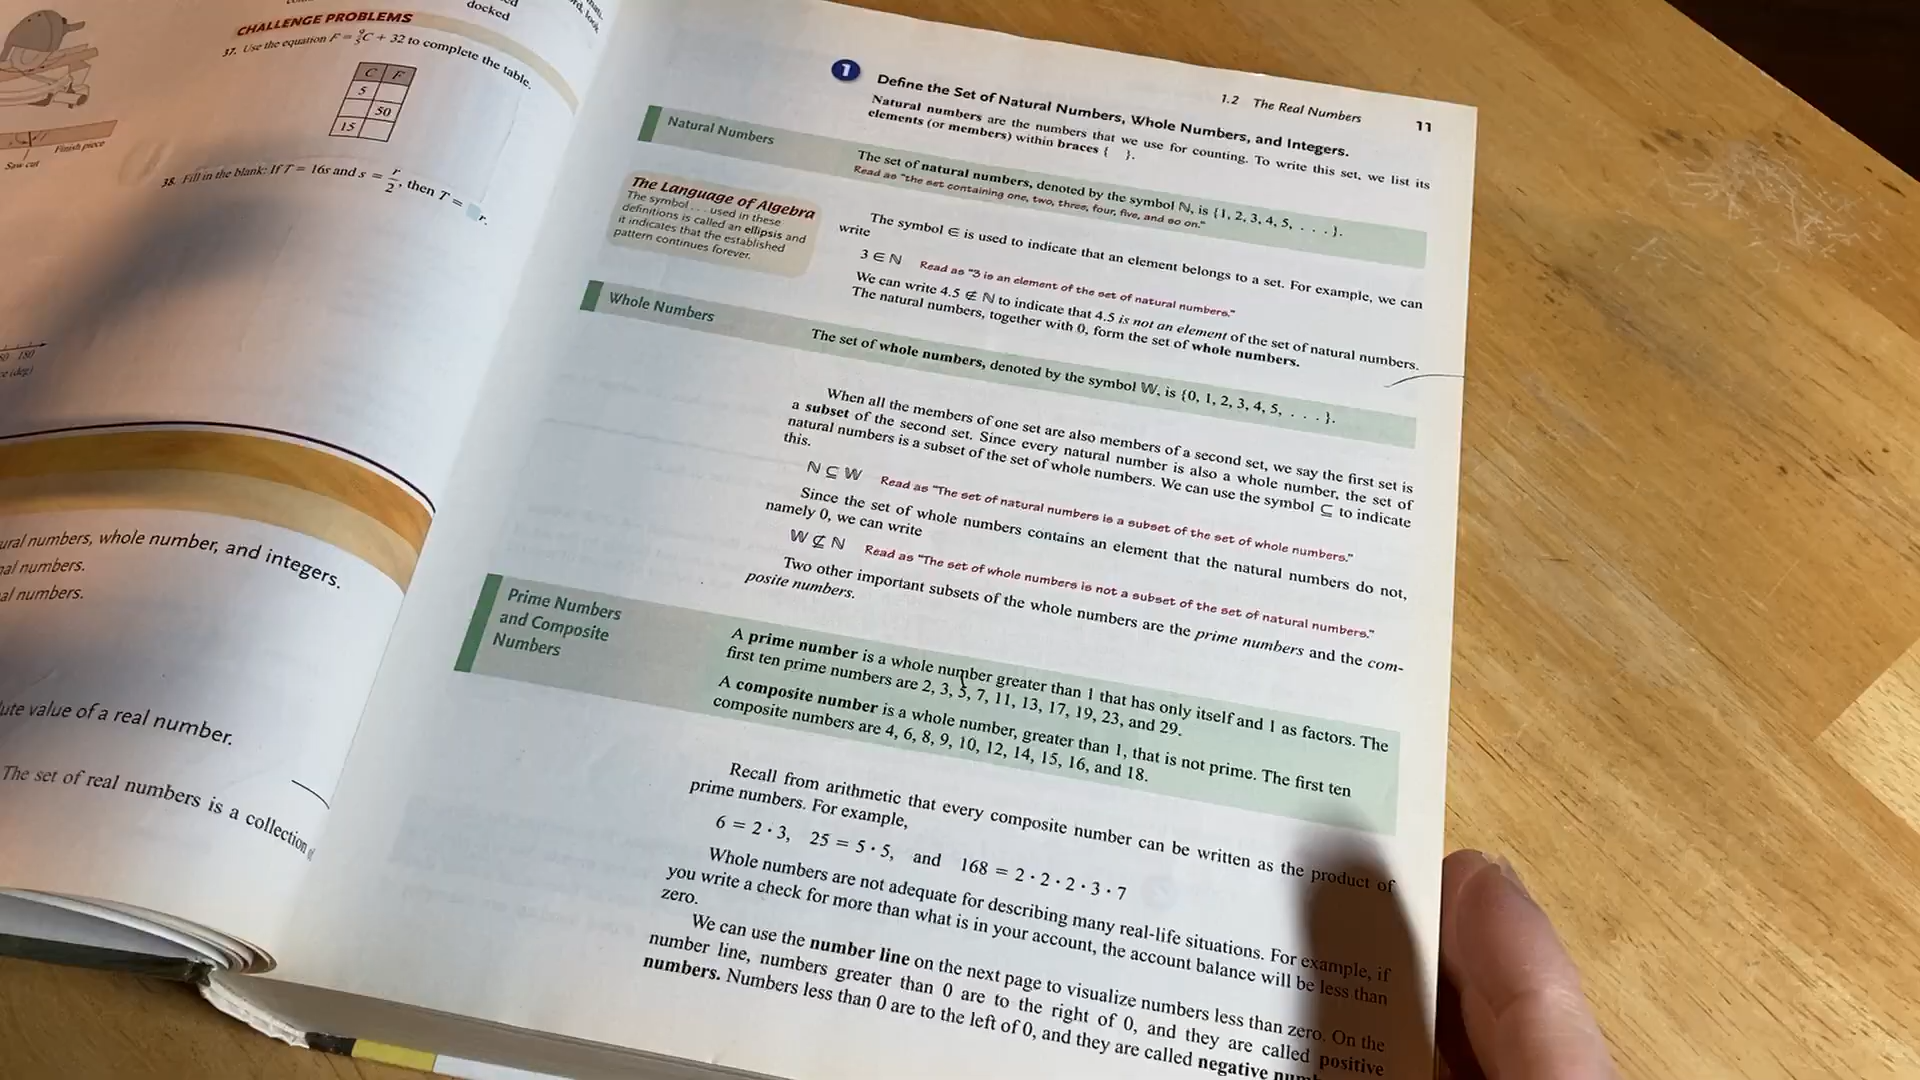 docked
CHALLENGE PROBLEMS
37. Use the equation F = 9/5 C + 32 to complete the table.
C F
5
50
15
Saw cut
Finish piece
38. Fill in the blank: If T = 16s and s = r/2, then T = r.
180
(deg)
ural numbers, whole number, and integers.
al numbers.
al numbers.
lute value of a real number.
The set of real numbers is a collection
1.2 The Real Numbers 11
1 Define the Set of Natural Numbers, Whole Numbers, and Integers.
Natural numbers are the numbers that we use for counting. To write this set, we list its
elements (or members) within braces { }.
Natural Numbers
The set of natural numbers, denoted by the symbol ℕ, is {1, 2, 3, 4, 5, . . . .}.
Read as "the set containing one, two, three, four, five, and so on."
The Language of Algebra
The symbol . . . used in these
definitions is called an ellipsis and
it indicates that the established
pattern continues forever.
The symbol ∈ is used to indicate that an element belongs to a set. For example, we can
write
3 ∈ ℕ Read as "3 is an element of the set of natural numbers."
We can write 4.5 ∉ ℕ to indicate that 4.5 is not an element of the set of natural numbers.
The natural numbers, together with 0, form the set of whole numbers.
Whole Numbers
The set of whole numbers, denoted by the symbol 𝕎, is {0, 1, 2, 3, 4, 5, . . . .}.
When all the members of one set are also members of a second set, we say the first set is
a subset of the second set. Since every natural number is also a whole number, the set of
natural numbers is a subset of the set of whole numbers. We can use the symbol ⊆ to indicate
this.
ℕ ⊆ 𝕎 Read as "The set of natural numbers is a subset of the set of whole numbers."
Since the set of whole numbers contains an element that the natural numbers do not,
namely 0, we can write
𝕎 ⊈ ℕ Read as "The set of whole numbers is not a subset of the set of natural numbers."
Two other important subsets of the whole numbers are the prime numbers and the com-
posite numbers.
Prime Numbers
and Composite
Numbers
A prime number is a whole number greater than 1 that has only itself and 1 as factors. The
first ten prime numbers are 2, 3, 5, 7, 11, 13, 17, 19, 23, and 29.
A composite number is a whole number, greater than 1, that is not prime. The first ten
composite numbers are 4, 6, 8, 9, 10, 12, 14, 15, 16, and 18.
Recall from arithmetic that every composite number can be written as the product of
prime numbers. For example,
6 = 2 · 3, 25 = 5 · 5, and 168 = 2 · 2 · 2 · 3 · 7
Whole numbers are not adequate for describing many real-life situations. For example, if
you write a check for more than what is in your account, the account balance will be less than
zero.
We can use the number line on the next page to visualize numbers less than zero. On the
number line, numbers greater than 0 are to the right of 0, and they are called positive
numbers. Numbers less than 0 are to the left of 0, and they are called negative